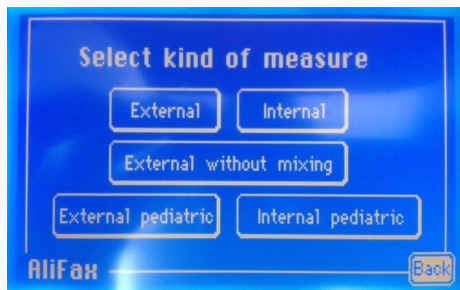 Select kind of measure
External Internal
External without mixing
External pediatric Internal pediatric
AliFax Back